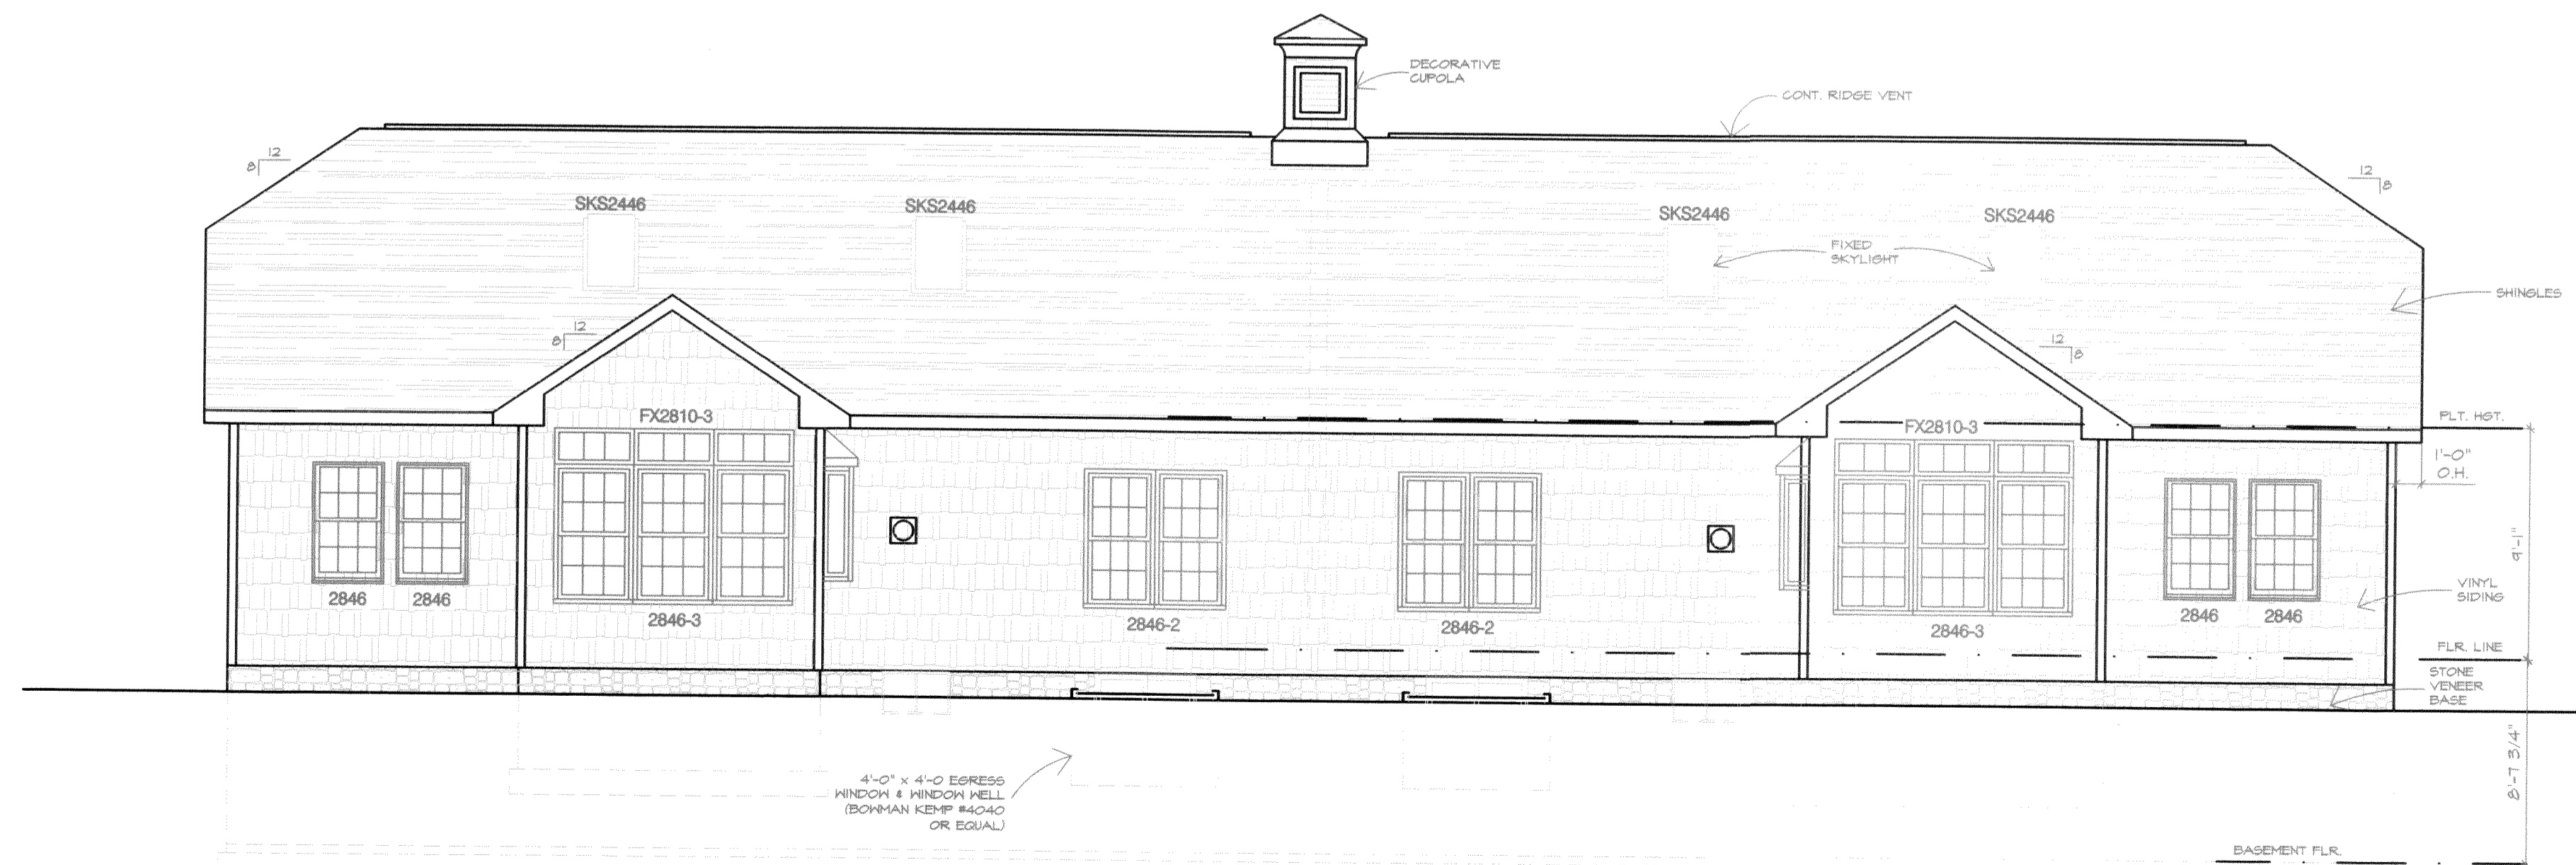 DECORATIVE
CUPOLA
CONT. RIDGE VENT
12
8
12
8
SKS2446
SKS2446
SKS2446
SKS2446
FIXED
SKYLIGHT
SHINGLES
12
8
12
8
FX2810-3
FX2810-3
PLT. HGT.
1'-0"
O.H.
9'-1"
2846
2846
2846-3
2846-2
2846-2
2846-3
2846
2846
VINYL
SIDING
FLR. LINE
STONE
VENEER
BASE
8'-7 3/4"
4'-0" x 4'-0 EGRESS
WINDOW & WINDOW WELL
(BOWMAN KEMP #4040
OR EQUAL)
BASEMENT FLR.